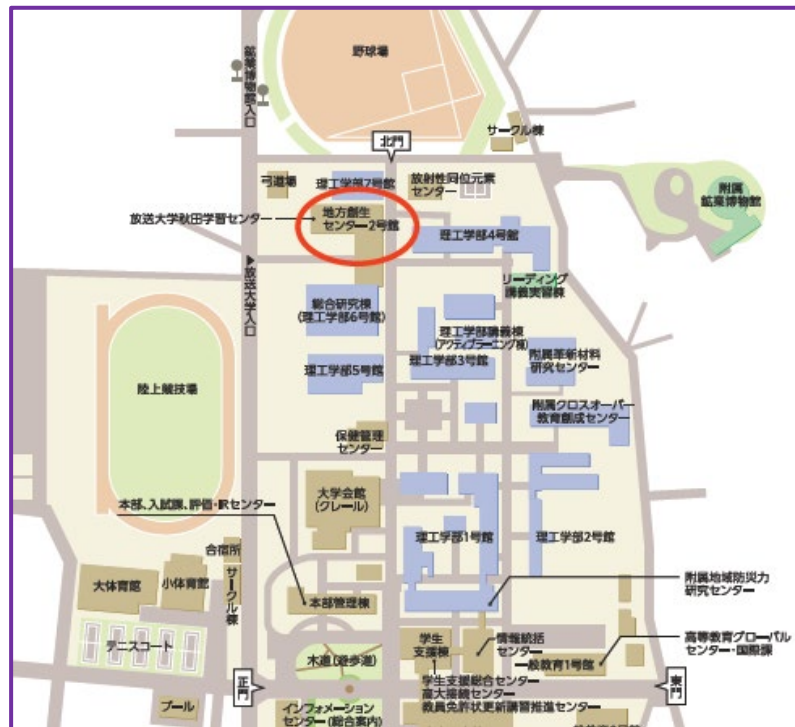 野球場
鉱業博物館入口
北門
サークル棟
弓道場
理工学部7号館
放射性同位元素
センター
附属
鉱業博物館
放送大学秋田学習センター
地方創生
センター2号館
理工学部4号館
放送大学入口
リーディング
講義実習棟
総合研究棟
(理工学部6号館)
理工学部講義棟
(アクティブラーニング棟)
理工学部5号館
理工学部3号館
附属革新材料
研究センター
陸上競技場
附属クロスオーバー
教育創成センター
保健管理
センター
大学会館
(クレール)
本部、入試課、評価・IRセンター
理工学部1号館
理工学部2号館
合宿所
大体育館
小体育館
サークル棟
附属地域防災力
研究センター
本部管理棟
テニスコート
学生
支援棟
情報統括
センター
高等教育グローバル
センター・国際課
一般教育1号館
木道(遊歩道)
学生支援総合センター
高大接続センター
教員免許状更新講習推進センター
正門
東門
プール
インフォメーション
センター(総合案内)